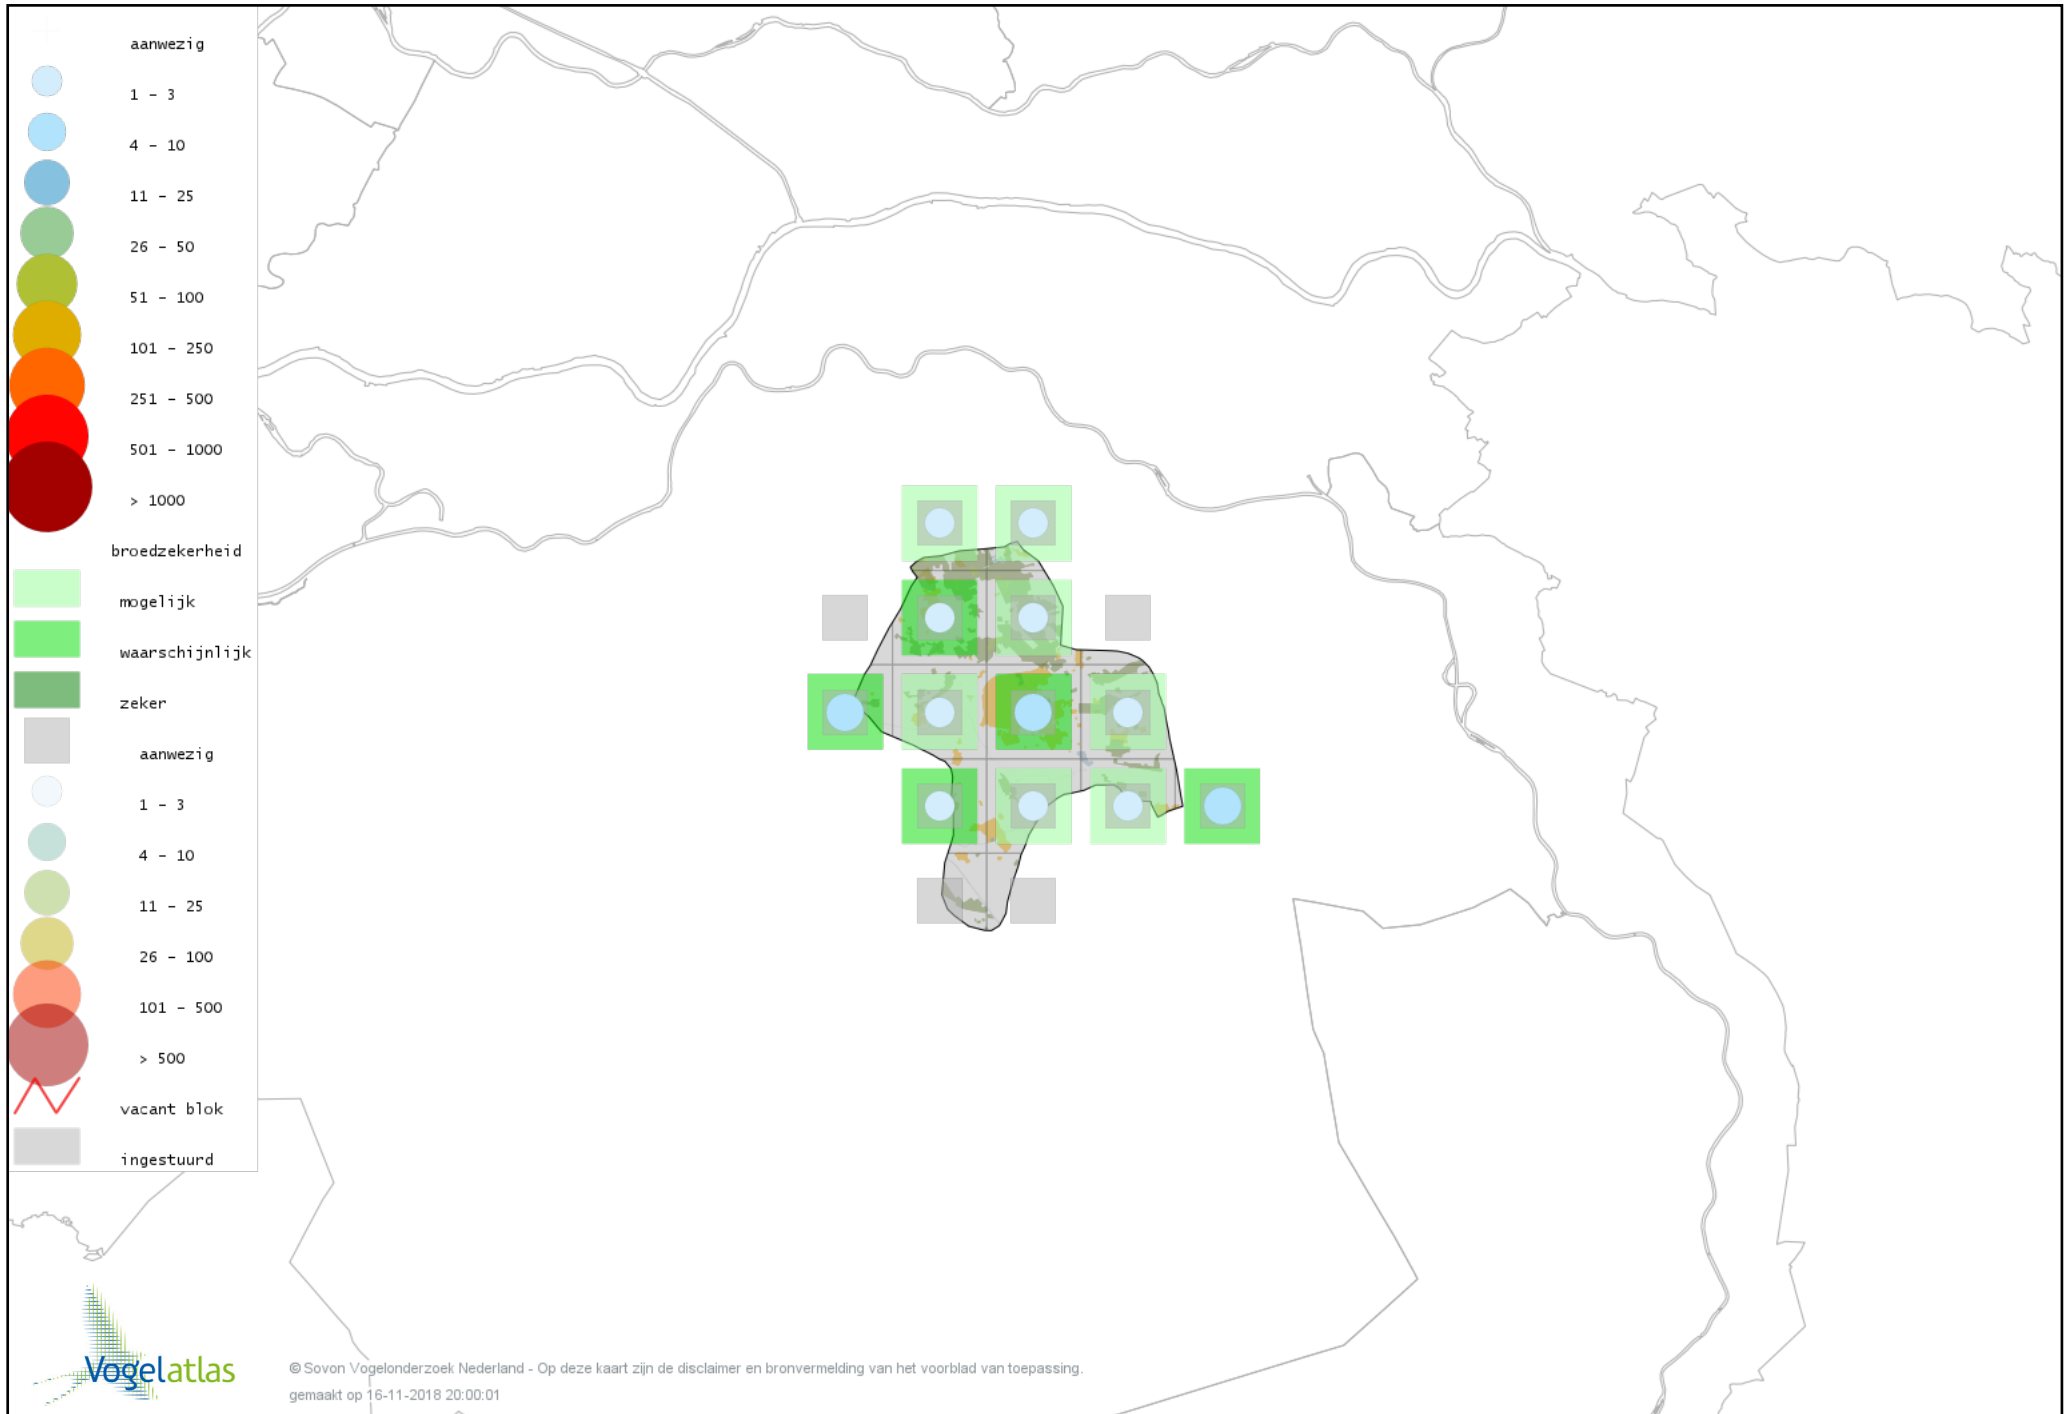 aanwezig
1 - 3
4 - 10
11 - 25
26 - 50
51 - 100
101 - 250
251 - 500
501 - 1000
> 1000
broedzekerheid
mogelijk
waarschijnlijk
zeker
aanwezig
1 - 3
4 - 10
11 - 25
26 - 100
101 - 500
> 500
vacant blok
ingestuurd
Vogelatlas
© Sovon Vogelonderzoek Nederland - Op deze kaart zijn de disclaimer en bronvermelding van het voorblad van toepassing.
gemaakt op 16-11-2018 20:00:01